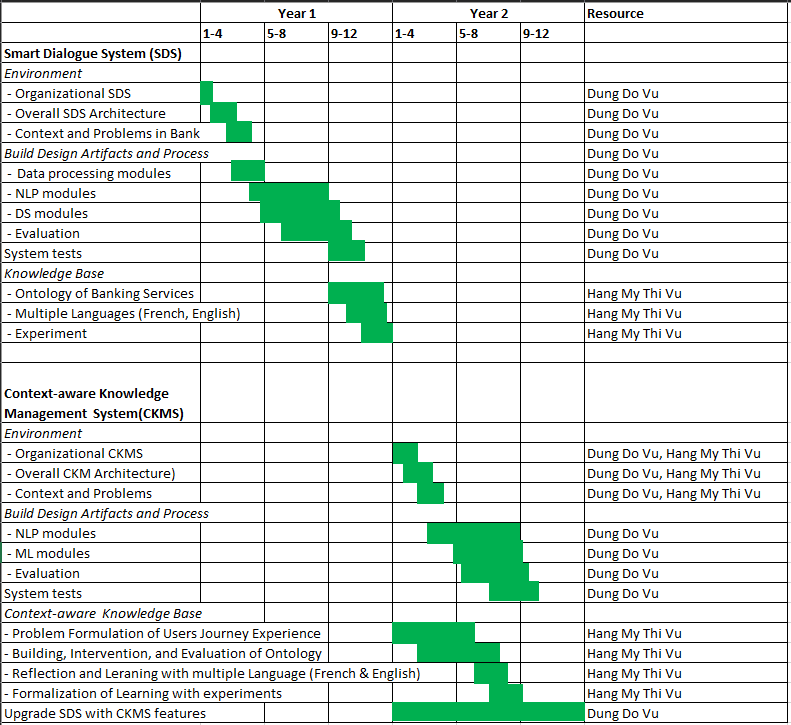 Year 1 Year 2 Resource
1-4 5-8 9-12 1-4 5-8 9-12
Smart Dialogue System (SDS)
Environment
- Organizational SDS Dung Do Vu
- Overall SDS Architecture Dung Do Vu
- Context and Problems in Bank Dung Do Vu
Build Design Artifacts and Process Dung Do Vu
- Data processing modules Dung Do Vu
- NLP modules Dung Do Vu
- DS modules Dung Do Vu
- Evaluation Dung Do Vu
System tests Dung Do Vu
Knowledge Base
- Ontology of Banking Services Hang My Thi Vu
- Multiple Languages (French, English) Hang My Thi Vu
- Experiment Hang My Thi Vu
Context-aware Knowledge
Management System(CKMS)
Environment
- Organizational CKMS Dung Do Vu, Hang My Thi Vu
- Overall CKM Architecture) Dung Do Vu, Hang My Thi Vu
- Context and Problems Dung Do Vu, Hang My Thi Vu
Build Design Artifacts and Process
- NLP modules Dung Do Vu
- ML modules Dung Do Vu
- Evaluation Dung Do Vu
System tests Dung Do Vu
Context-aware Knowledge Base
- Problem Formulation of Users Journey Experience Hang My Thi Vu
- Building, Intervention, and Evaluation of Ontology Hang My Thi Vu
- Reflection and Leraning with multiple Language (French & English) Hang My Thi Vu
- Formalization of Learning with experiments Hang My Thi Vu
Upgrade SDS with CKMS features Dung Do Vu